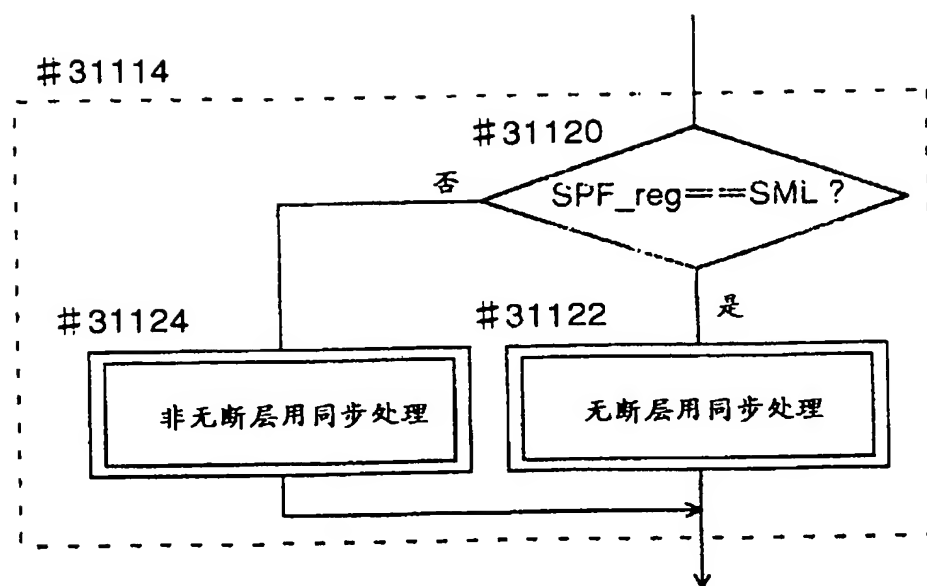 #31114
#31120
否
SPF_reg==SML?
是
#31124
#31122
非无断层用同步处理
无断层用同步处理